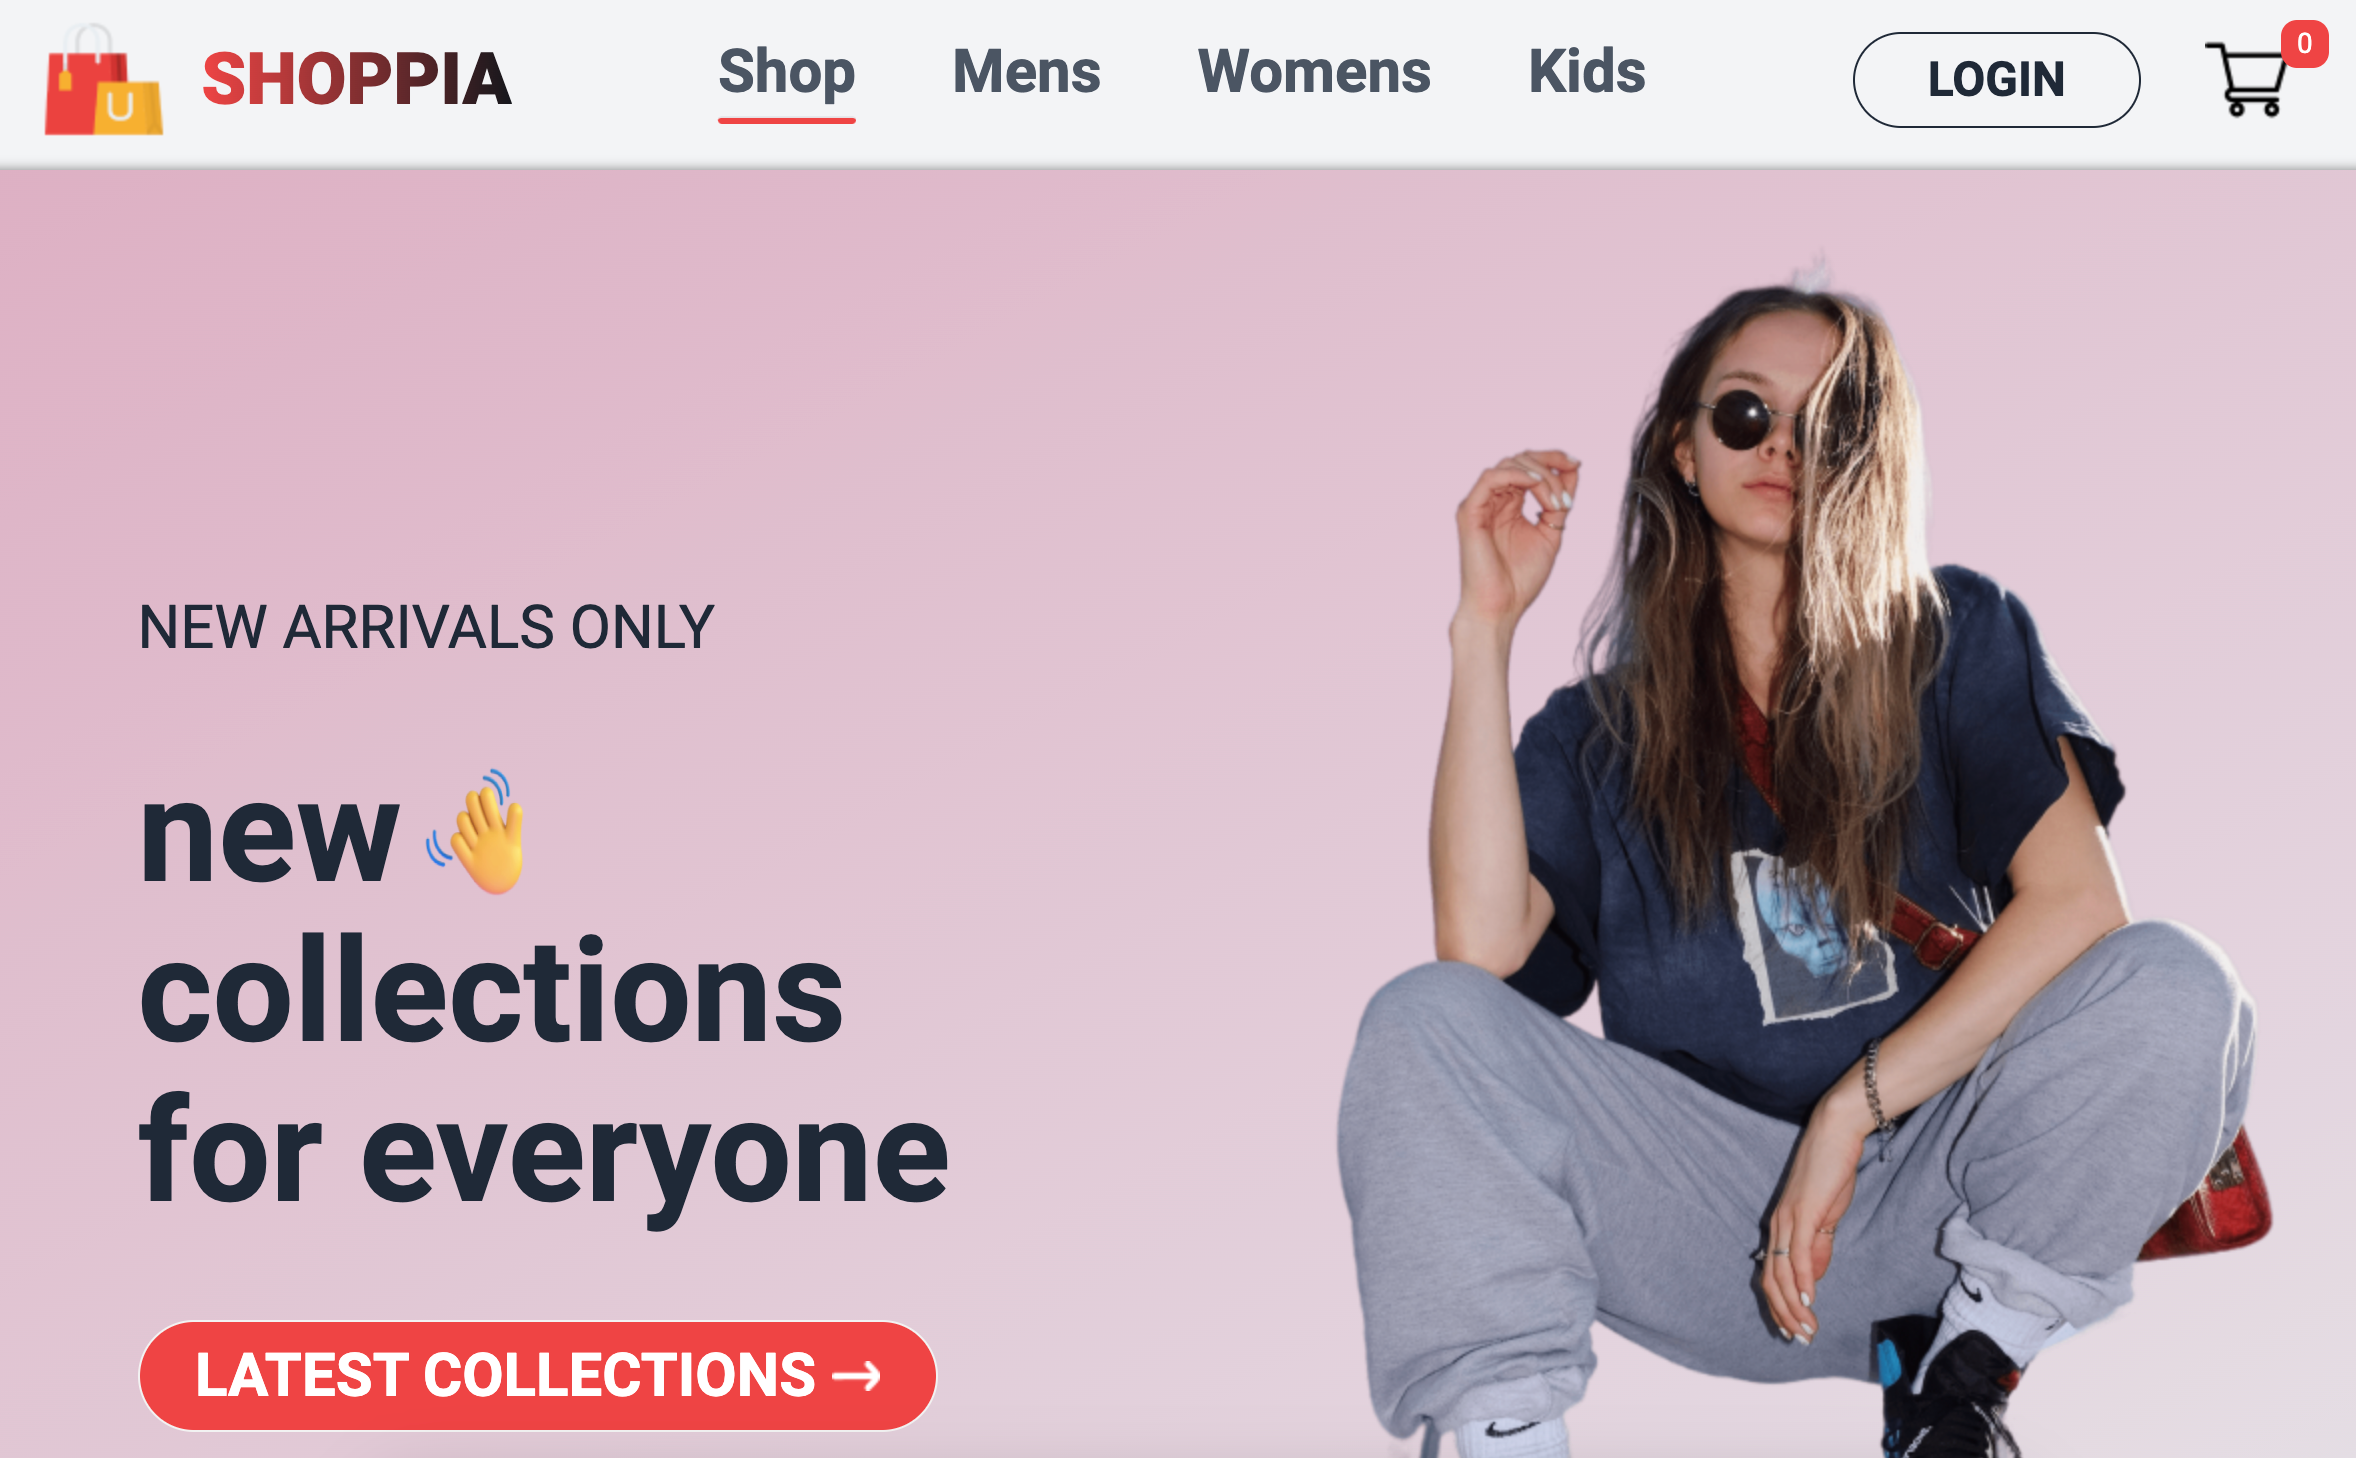 SHOPPIA
Shop
Mens
Womens
Kids
LOGIN
0
U
NEW ARRIVALS ONLY
new 👋
collections
for everyone
LATEST COLLECTIONS →